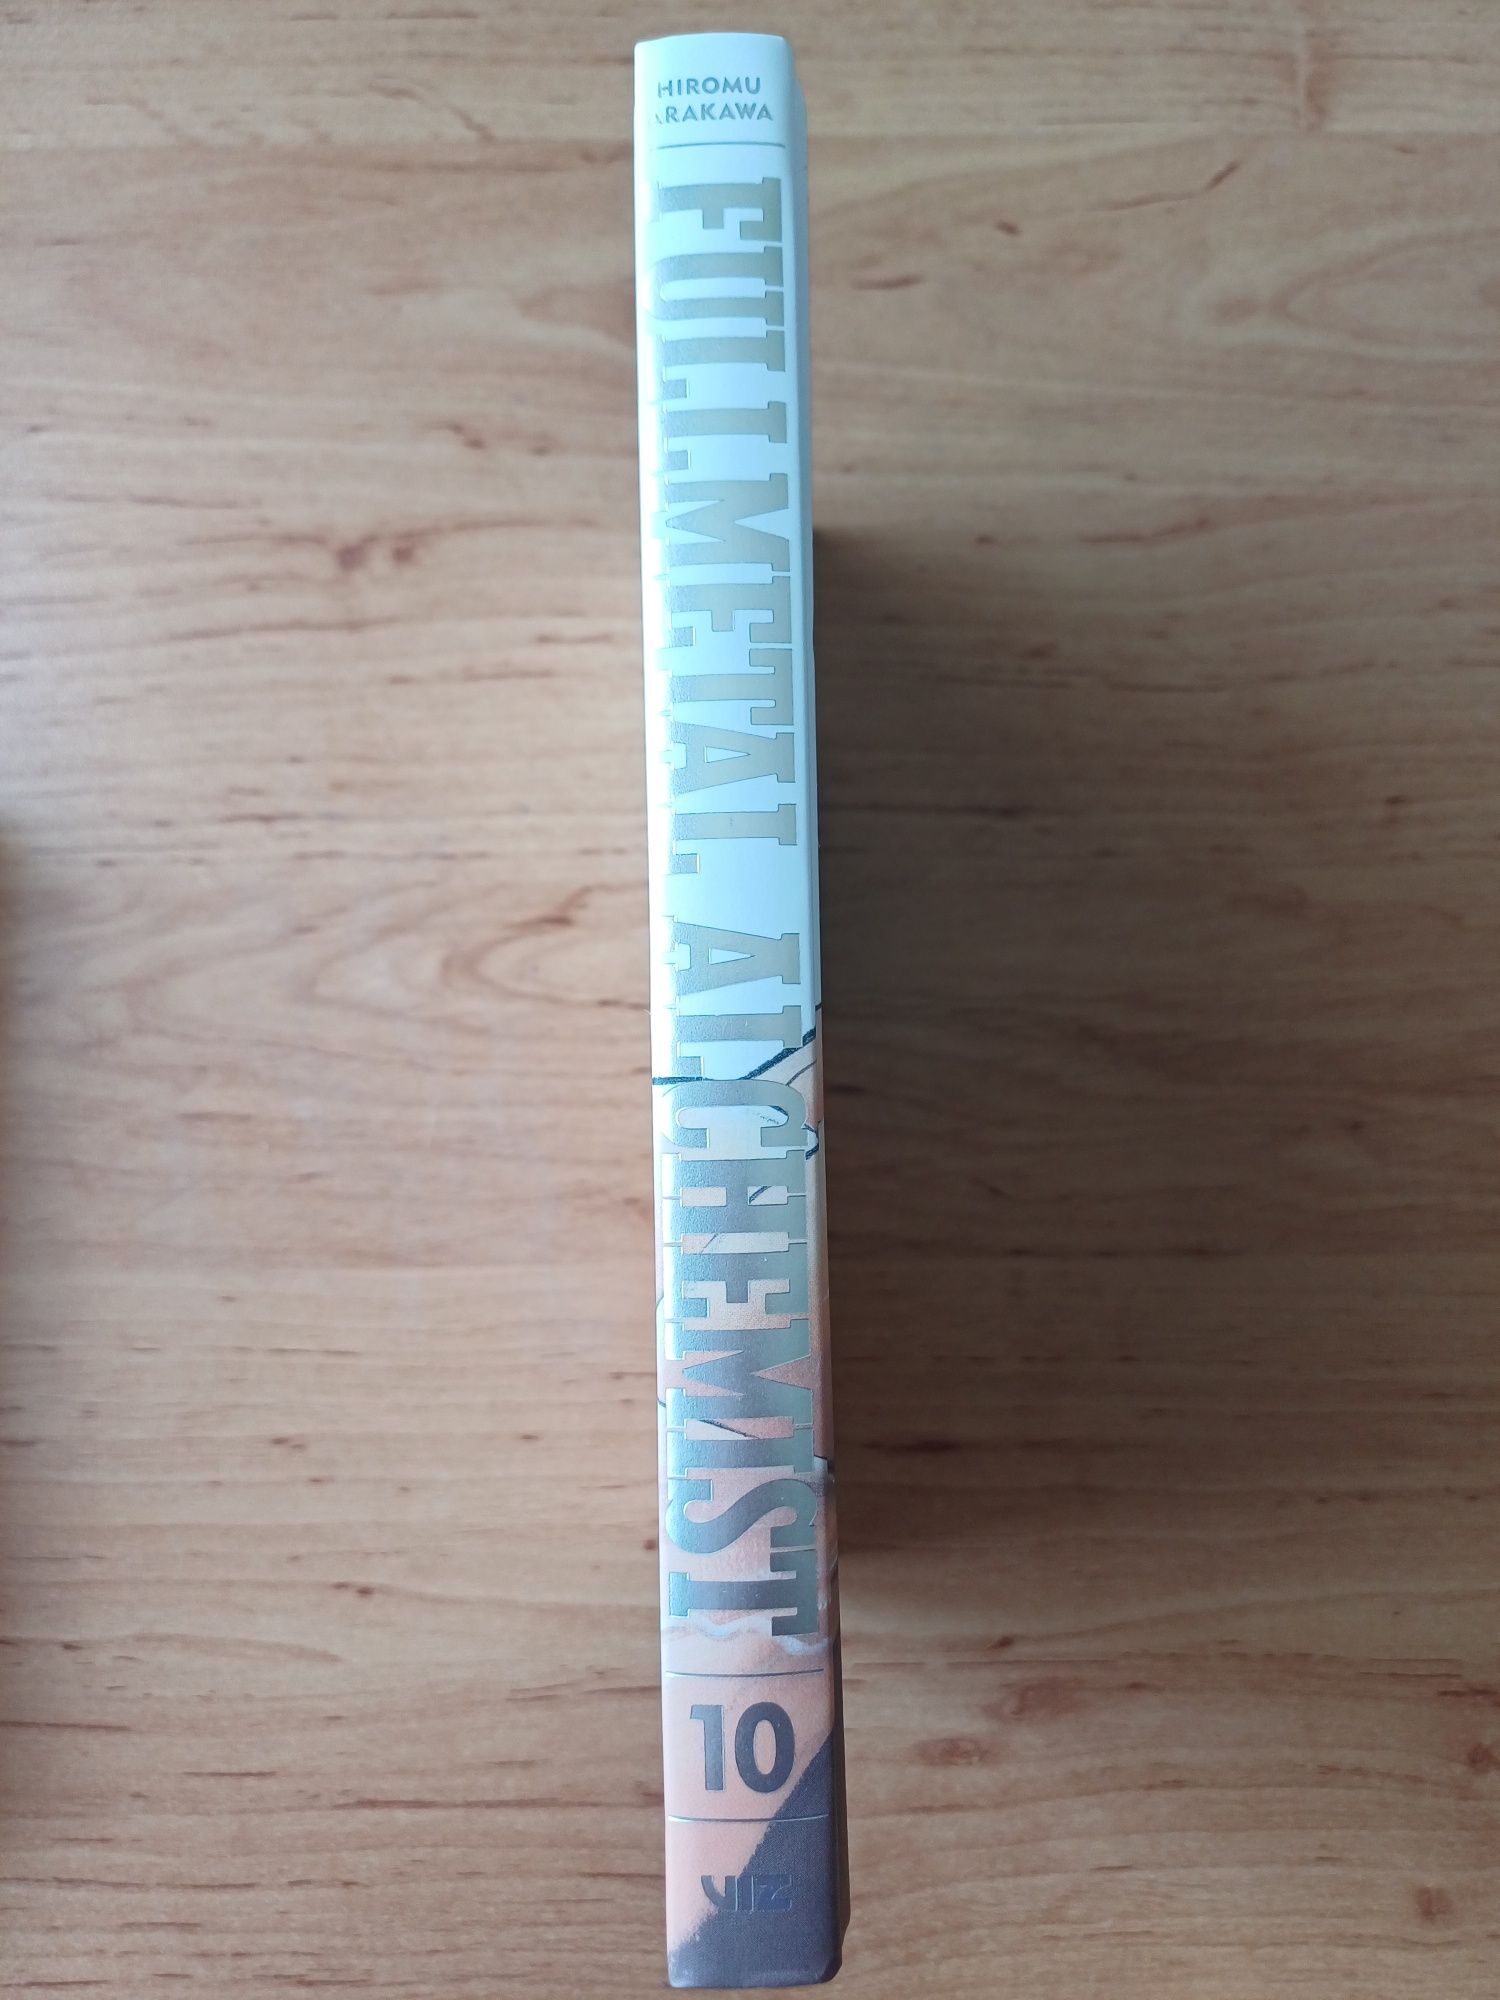 HIROMU
ARAKAWA
FULLMETAL ALCHEMIST
10
VIZ